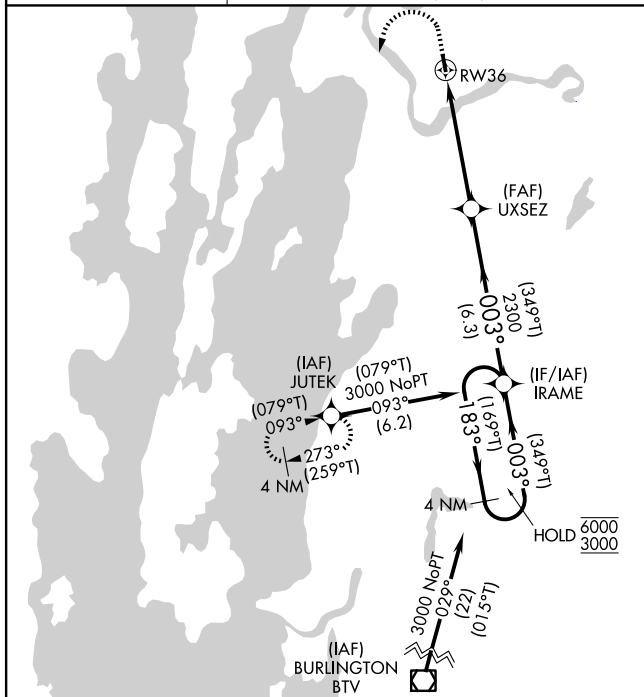 RW36
(FAF)
UXSEZ
(349°T)
2300
003°
(6.3)
(IAF)
JUTEK
(079°T)
3000 NoPT
093°
(6.2)
(079°T)
093°
273°
(259°T)
4 NM
(IF/IAF)
IRAME
(169°T)
183°
(349°T)
003°
4 NM
HOLD 6000
3000
3000 NoPT
029°
(22)
(015°T)
(IAF)
BURLINGTON
BTV